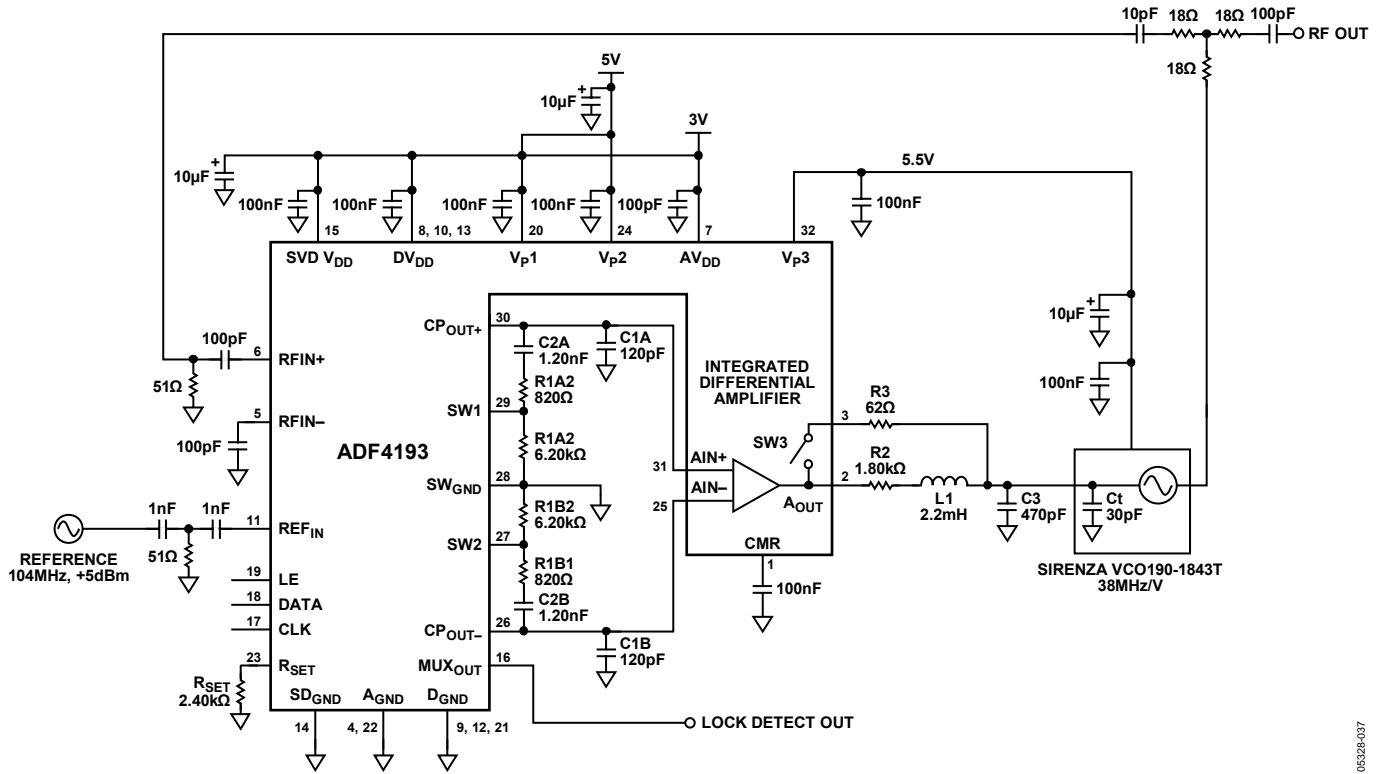 10pF 18Ω 18Ω 100pF
RF OUT
18Ω
5V
10µF +
3V
10µF +
5.5V
100nF 100nF 100nF 100nF 100pF 100nF
15 8, 10, 13 20 24 7 32
SVD VDD DVDD VP1 VP2 AVDD VP3
10µF +
100nF
100pF
6 RFIN+
51Ω
5 RFIN–
100pF
ADF4193
1nF 1nF
11 REFIN
51Ω
REFERENCE
104MHz, +5dBm
19 LE
18 DATA
17 CLK
23 RSET
RSET
2.40kΩ
SDGND AGND DGND
14 4, 22 9, 12, 21
CPOUT+ 30
C2A
1.20nF
C1A
120pF
R1A2
820Ω
SW1 29
R1A2
6.20kΩ
SWGND 28
R1B2
6.20kΩ
SW2 27
R1B1
820Ω
C2B
1.20nF
CPOUT– 26
C1B
120pF
MUXOUT 16
LOCK DETECT OUT
INTEGRATED
DIFFERENTIAL
AMPLIFIER
SW3
31 AIN+
25 AIN–
AOUT
CMR
1
100nF
3 R3
62Ω
2 R2
1.80kΩ
L1
2.2mH
C3
470pF
Ct
30pF
SIRENZA VCO190-1843T
38MHz/V
05328-037